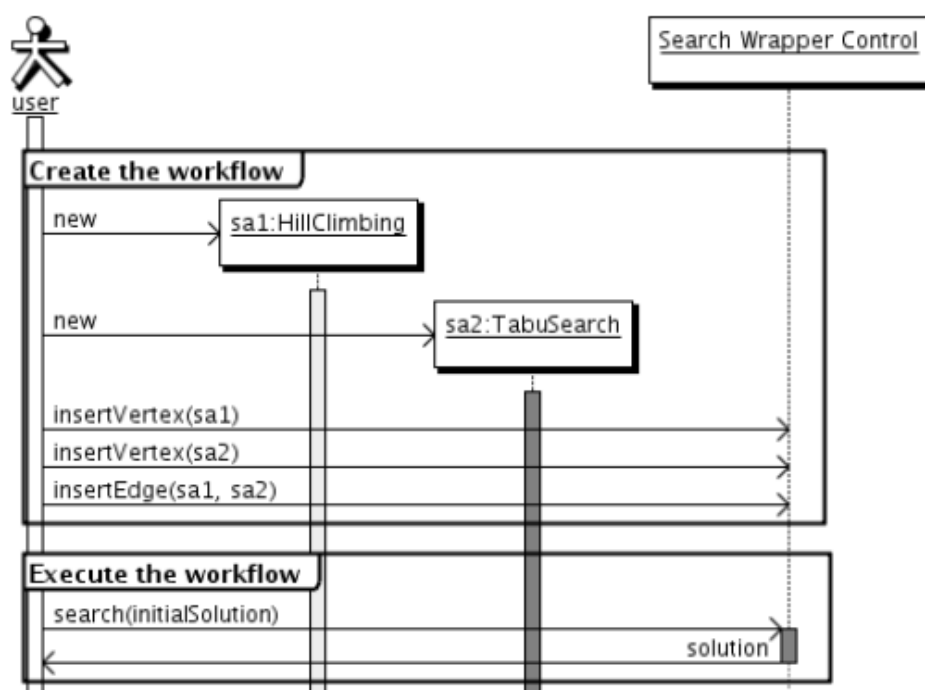 Search Wrapper Control
user
Create the workflow
new
sa1:HillClimbing
new
sa2:TabuSearch
insertVertex(sa1)
insertVertex(sa2)
insertEdge(sa1, sa2)
Execute the workflow
search(initialSolution)
solution